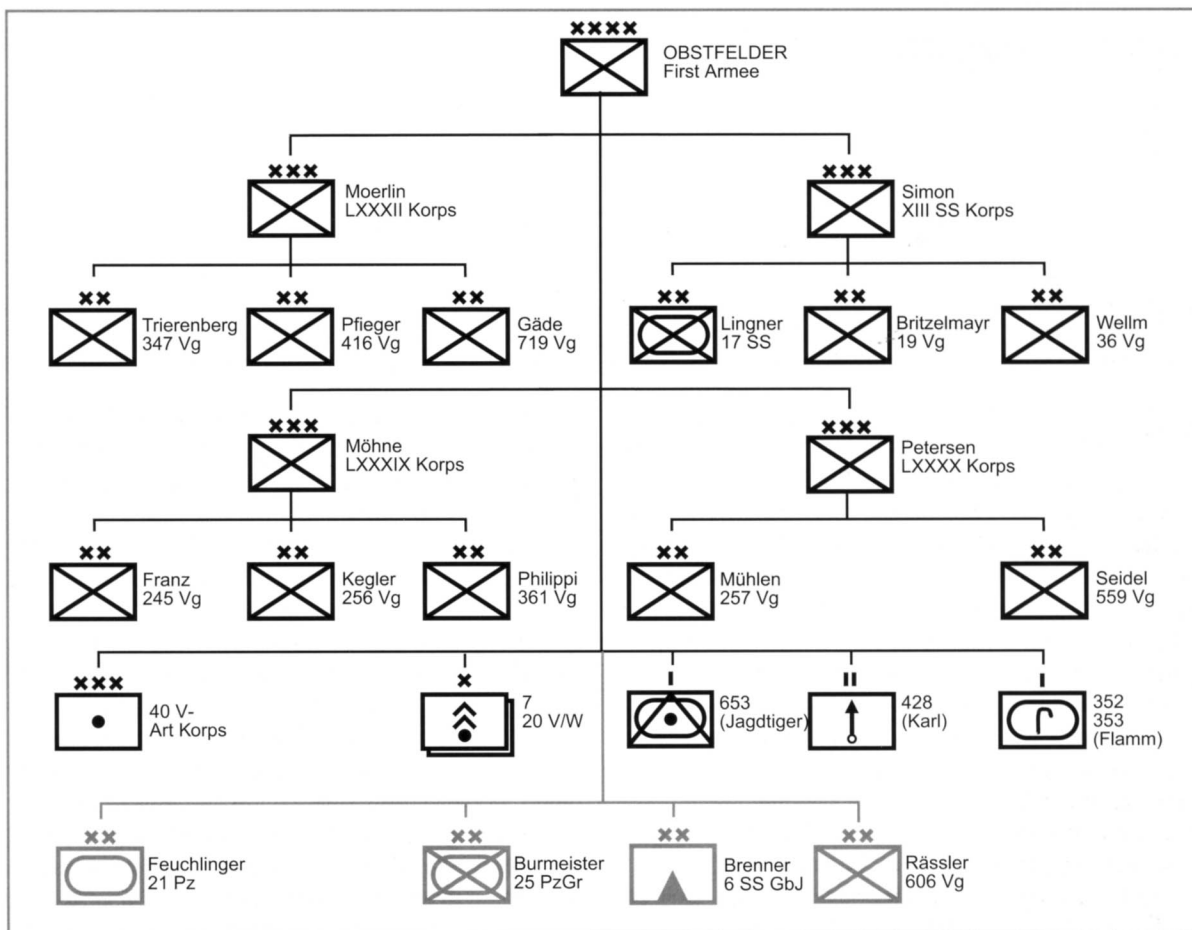 OBSTFELDER
First Armee
Moerlin
LXXXII Korps
Simon
XIII SS Korps
Trierenberg
347 Vg
Pfieger
416 Vg
Gäde
719 Vg
Lingner
17 SS
Britzelmayr
19 Vg
Wellm
36 Vg
Möhne
LXXXIX Korps
Petersen
LXXXX Korps
Franz
245 Vg
Kegler
256 Vg
Philippi
361 Vg
Mühlen
257 Vg
Seidel
559 Vg
40 V-
Art Korps
7
20 V/W
653
(Jagdtiger)
428
(Karl)
352
353
(Flamm)
Feuchlinger
21 Pz
Burmeister
25 PzGr
Brenner
6 SS GbJ
Rässler
606 Vg